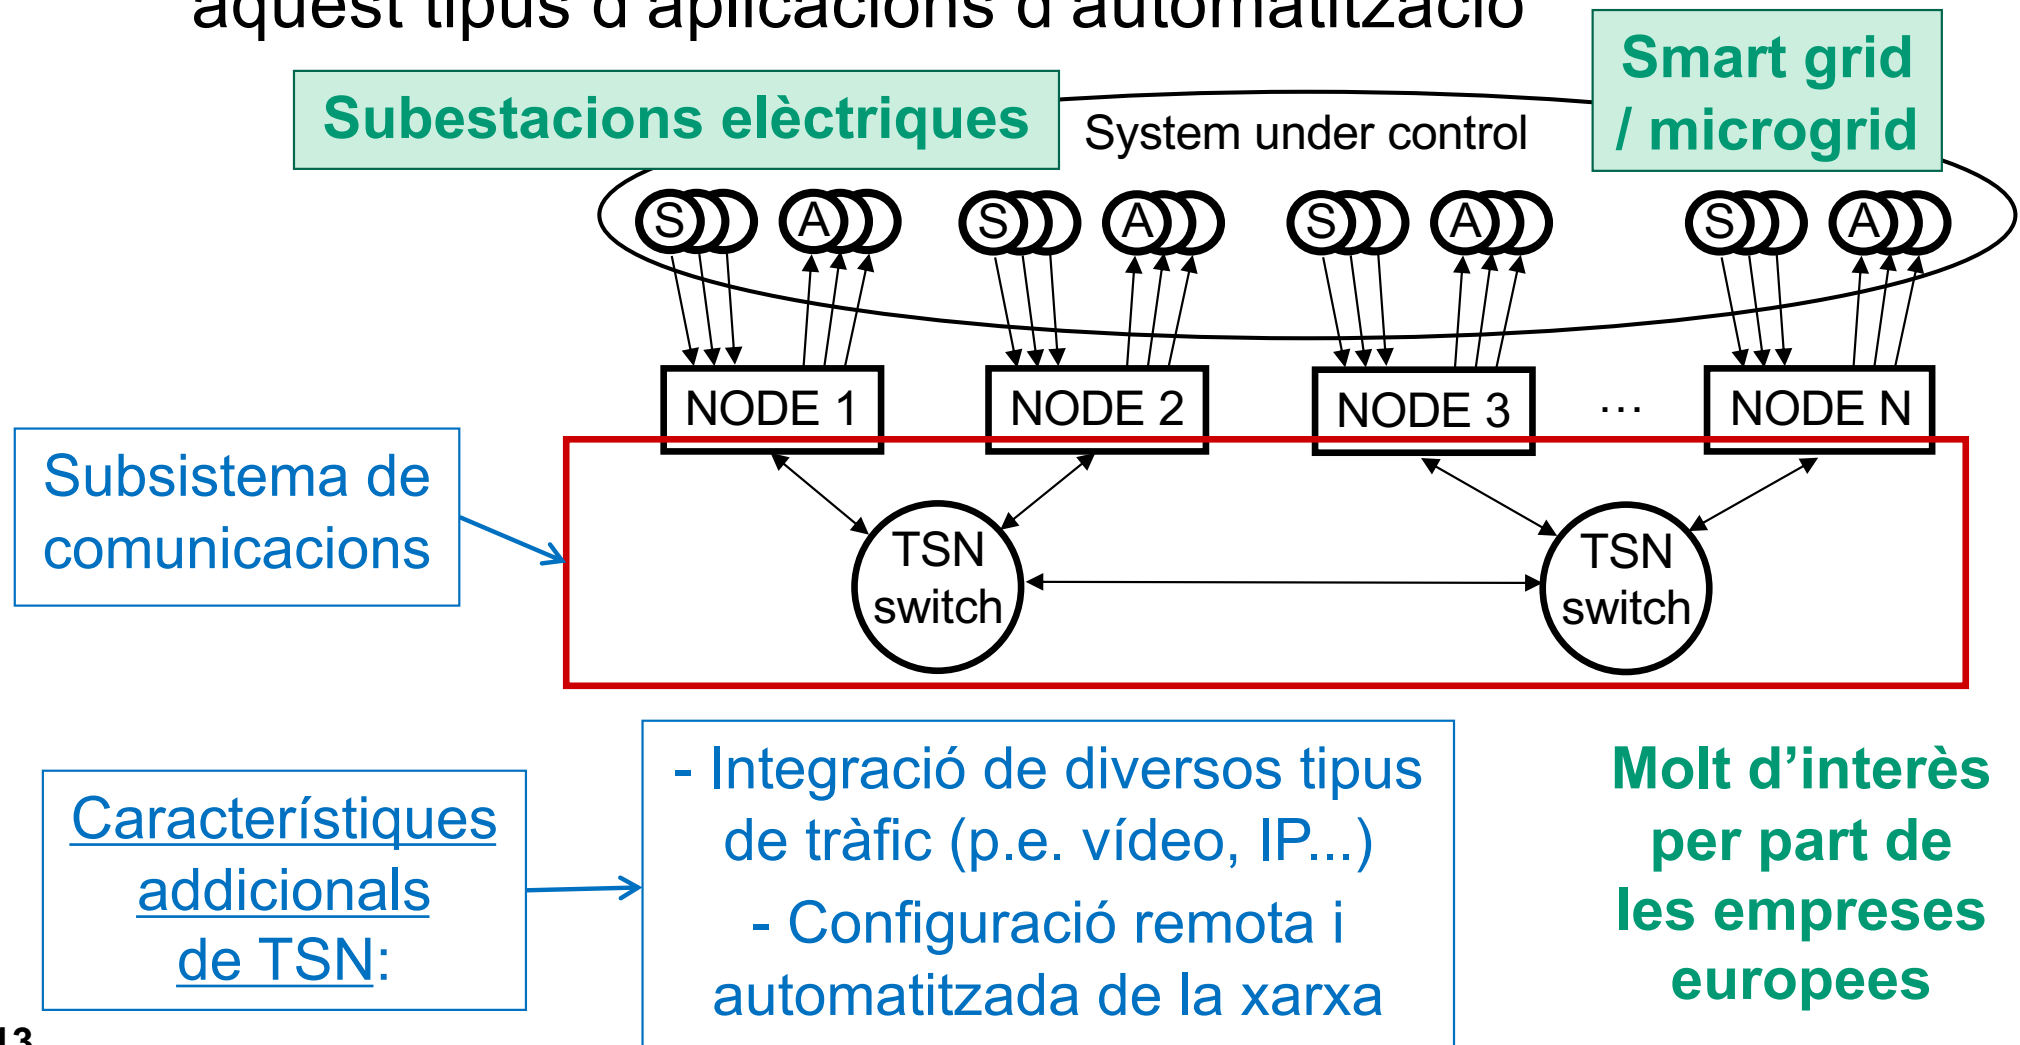 aquest tipus d'aplicacions d'automatització
Subestacions elèctriques
Smart grid
/ microgrid
System under control
S A S A S A S A
NODE 1 NODE 2 NODE 3 … NODE N
Subsistema de
comunicacions
TSN
switch
TSN
switch
Característiques
addicionals
de TSN:
- Integració de diversos tipus
de tràfic (p.e. vídeo, IP...)
- Configuració remota i
automatitzada de la xarxa
Molt d’interès
per part de
les empreses
europees
13